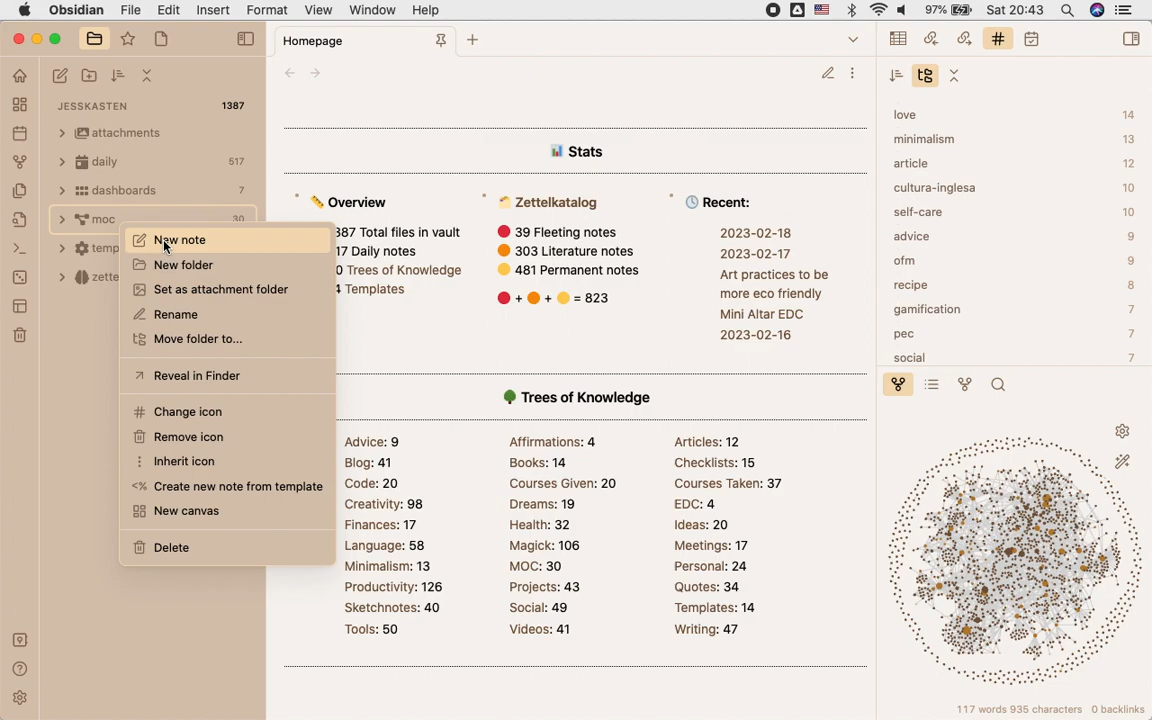 Obsidian File Edit Insert Format View Window Help 97% Sat 20:43
Homepage
JESSKASTEN 1387
attachments
daily 517
dashboards 7
moc 30
temp
zette
New note
New folder
Set as attachment folder
Rename
Move folder to...
Reveal in Finder
Change icon
Remove icon
Inherit icon
<% Create new note from template
New canvas
Delete
Stats
Overview
387 Total files in vault
17 Daily notes
0 Trees of Knowledge
4 Templates
Zettelkatalog
39 Fleeting notes
303 Literature notes
481 Permanent notes
+ + = 823
Recent:
2023-02-18
2023-02-17
Art practices to be
more eco friendly
Mini Altar EDC
2023-02-16
Trees of Knowledge
Advice: 9 Affirmations: 4 Articles: 12
Blog: 41 Books: 14 Checklists: 15
Code: 20 Courses Given: 20 Courses Taken: 37
Creativity: 98 Dreams: 19 EDC: 4
Finances: 17 Health: 32 Ideas: 20
Language: 58 Magick: 106 Meetings: 17
Minimalism: 13 MOC: 30 Personal: 24
Productivity: 126 Projects: 43 Quotes: 34
Sketchnotes: 40 Social: 49 Templates: 14
Tools: 50 Videos: 41 Writing: 47
love 14
minimalism 13
article 12
cultura-inglesa 10
self-care 10
advice 9
ofm 9
recipe 8
gamification 7
pec 7
social 7
117 words 935 characters 0 backlinks